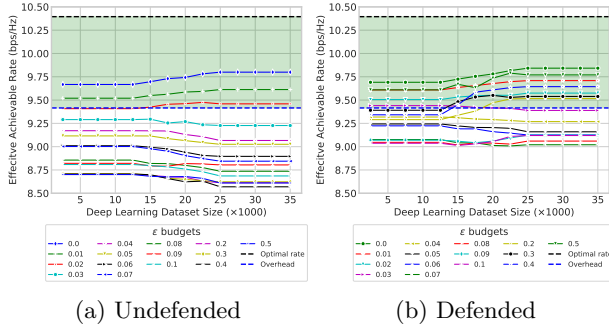 10.50
10.25
10.00
9.75
9.50
9.25
9.00
8.75
8.50
Effecitve Achievable Rate (bps/Hz)
5 10 15 20 25 30 35
Deep Learning Dataset Size (×1000)
ε budgets
0.0 0.04 0.08 0.2 0.5
0.01 0.05 0.09 0.3 Optimal rate
0.02 0.06 0.1 0.4 Overhead
0.03 0.07
(a) Undefended
10.50
10.25
10.00
9.75
9.50
9.25
9.00
8.75
8.50
Effecitve Achievable Rate (bps/Hz)
5 10 15 20 25 30 35
Deep Learning Dataset Size (×1000)
ε budgets
0.0 0.04 0.08 0.2 0.5
0.01 0.05 0.09 0.3 Optimal rate
0.02 0.06 0.1 0.4 Overhead
0.03 0.07
(b) Defended